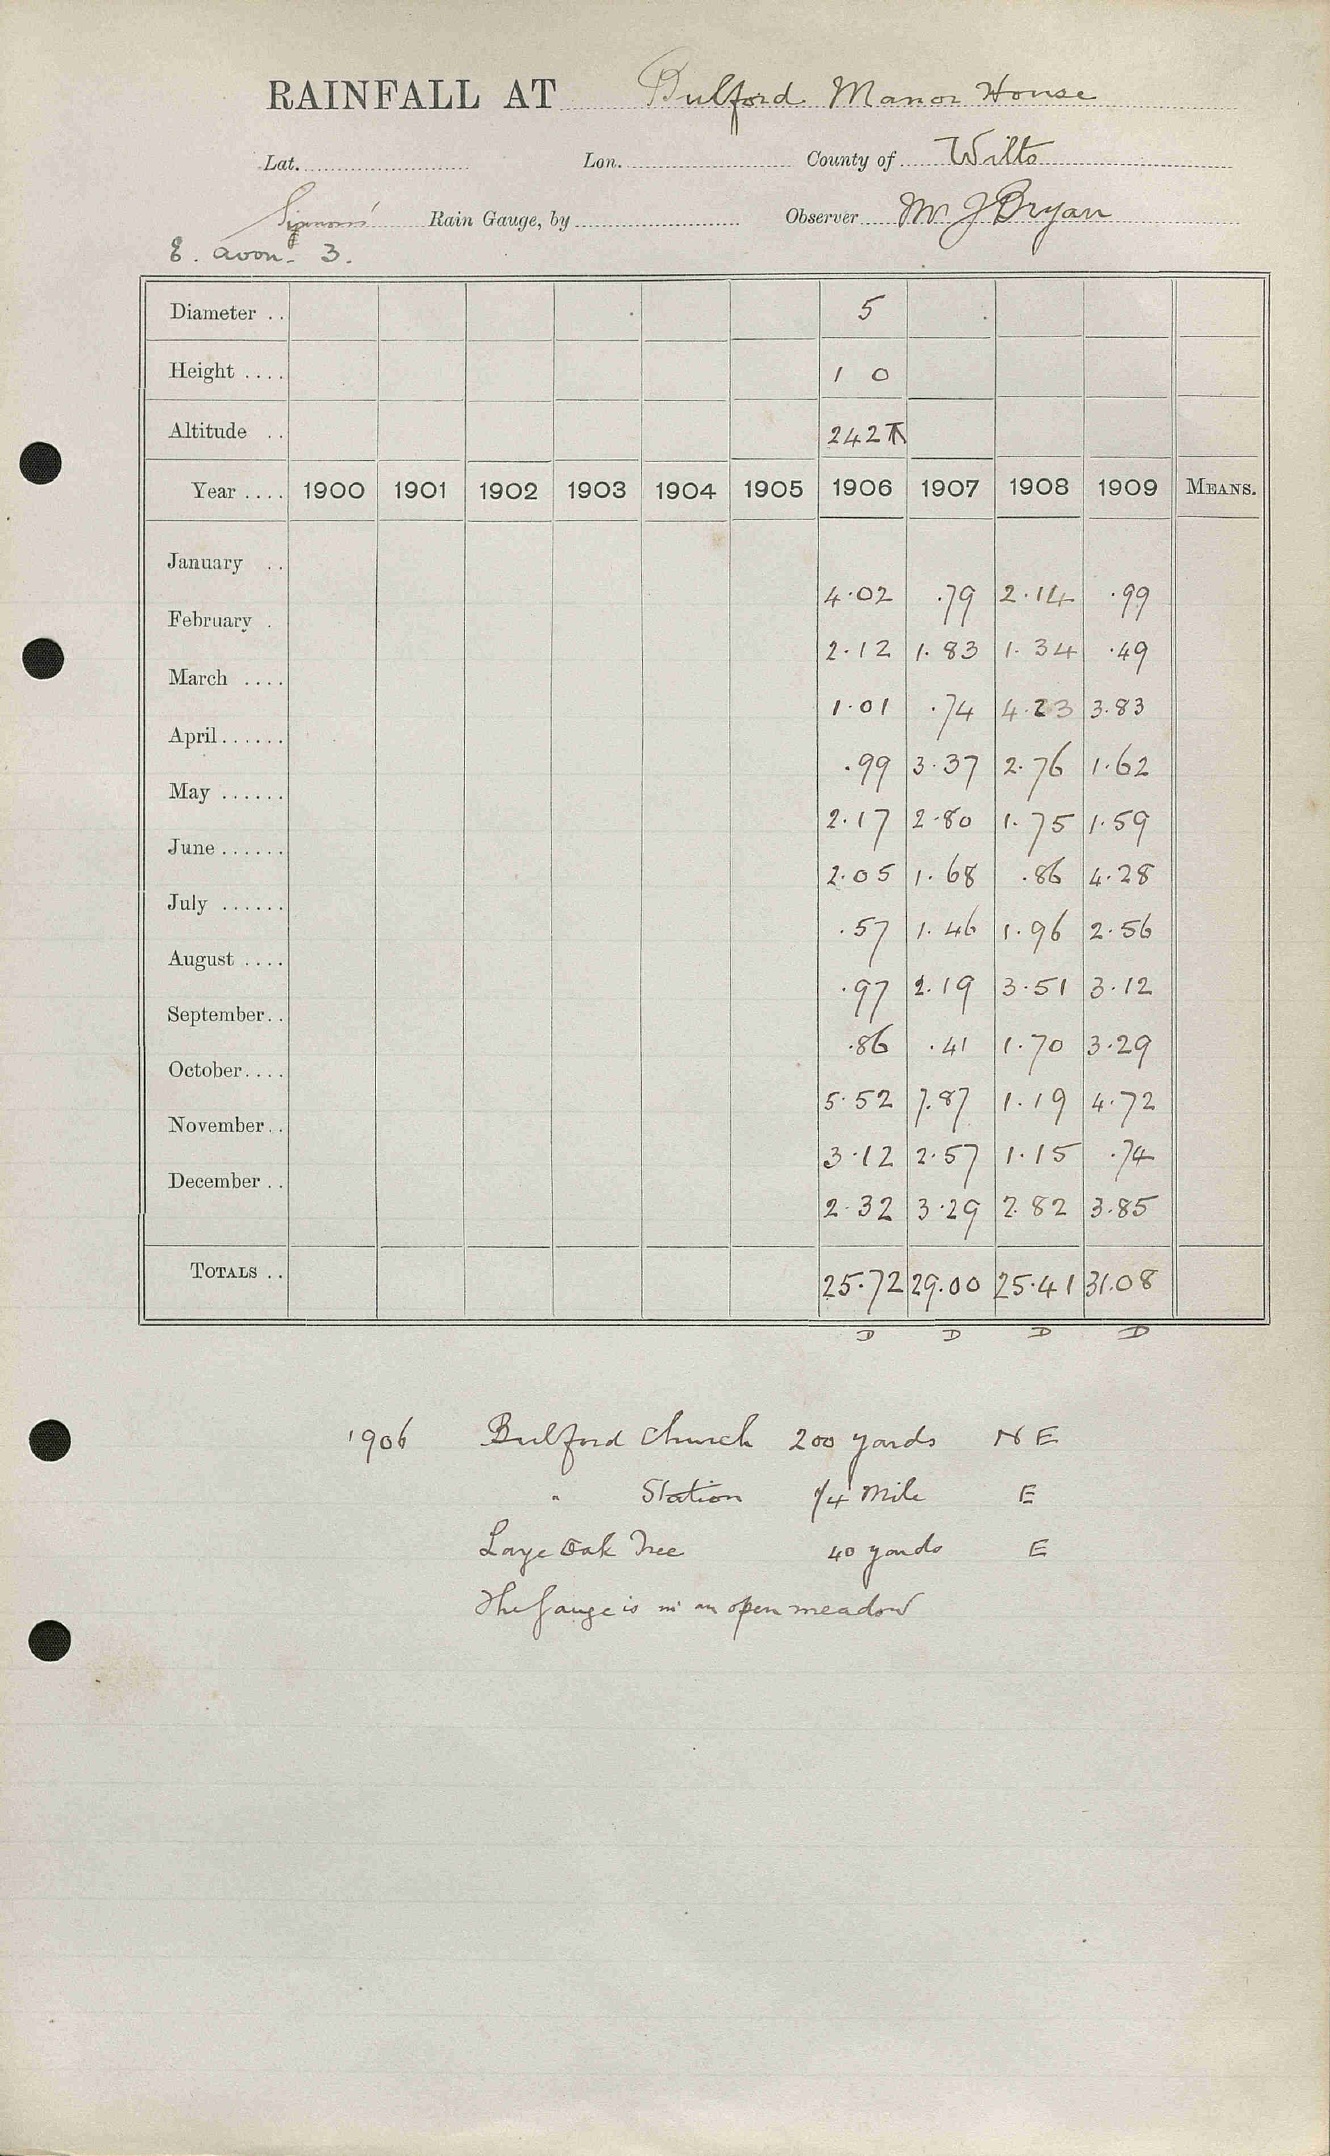 RAINFALL AT Bulford Manor House
Lat. Lon. County of Wilts
Symons' Rain Gauge, by Observer Mr J Bryan
E. Avon. 3.
Diameter .. 5
Height .... 1 0
Altitude .. 242
Year .... 1900 1901 1902 1903 1904 1905 1906 1907 1908 1909 MEANS.
January .. 4.02 .79 2.14 .99
February . 2.12 1.83 1.34 .49
March .... 1.01 .74 4.23 3.83
April...... .99 3.37 2.76 1.62
May ...... 2.17 2.80 1.75 1.59
June ...... 2.05 1.68 .86 4.28
July ...... .57 1.46 1.96 2.56
August .... .97 2.19 3.51 3.12
September.. .86 .41 1.70 3.29
October.... 5.52 7.87 1.19 4.72
November.. 3.12 2.57 1.15 .74
December .. 2.32 3.29 2.82 3.85
TOTALS .. 25.72 29.00 25.41 31.08
D D D D
1906 Bulford Church 200 yards N E
" Station 1/4 Mile E
Large Oak Tree 40 yards E
The Gauge is in an open meadow